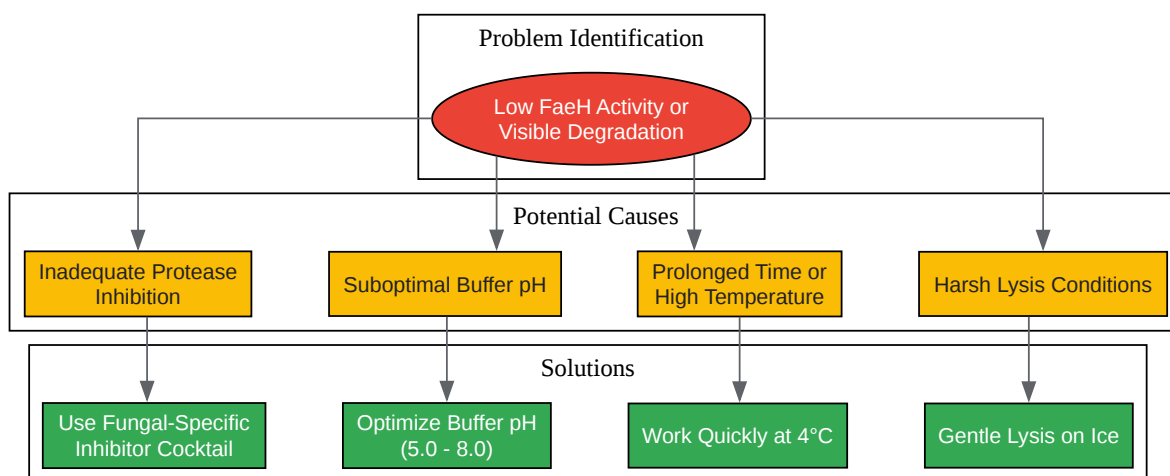 Problem Identification
Low FaeH Activity or
Visible Degradation
Potential Causes
Inadequate Protease
Inhibition
Suboptimal Buffer pH
Prolonged Time or
High Temperature
Harsh Lysis Conditions
Solutions
Use Fungal-Specific
Inhibitor Cocktail
Optimize Buffer pH
(5.0 - 8.0)
Work Quickly at 4°C
Gentle Lysis on Ice